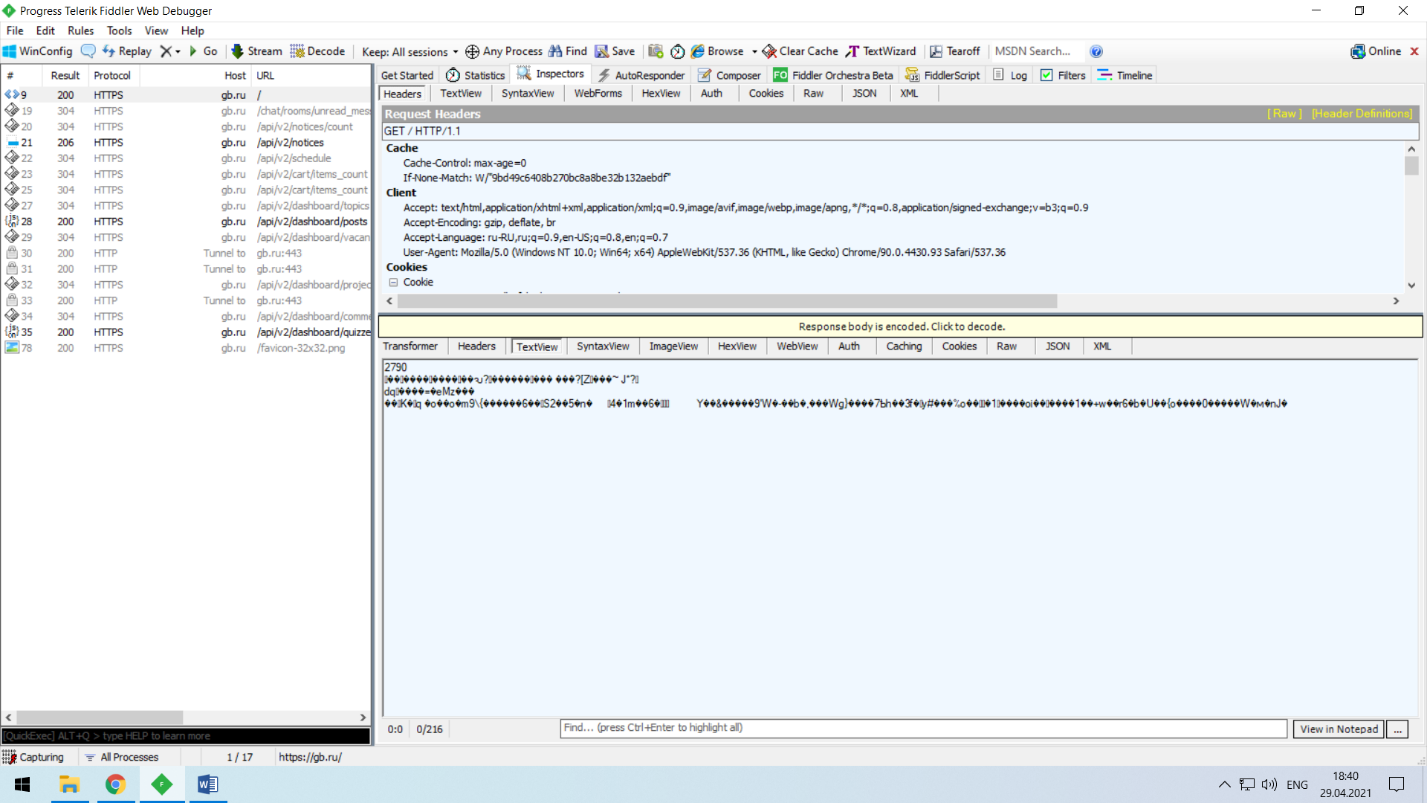 Progress Telerik Fiddler Web Debugger
File Edit Rules Tools View Help
WinConfig Replay Go Stream Decode Keep: All sessions Any Process Find Save Browse Clear Cache TextWizard Tearoff MSDN Search... Online
# Result Protocol Host URL
9 200 HTTPS gb.ru /
19 304 HTTPS gb.ru /chat/rooms/unread_mes
20 304 HTTPS gb.ru /api/v2/notices/count
21 206 HTTPS gb.ru /api/v2/notices
22 304 HTTPS gb.ru /api/v2/schedule
23 304 HTTPS gb.ru /api/v2/cart/items_count
25 304 HTTPS gb.ru /api/v2/cart/items_count
27 304 HTTPS gb.ru /api/v2/dashboard/topics
28 200 HTTPS gb.ru /api/v2/dashboard/posts
29 304 HTTPS gb.ru /api/v2/dashboard/vacan
30 200 HTTP Tunnel to gb.ru:443
31 200 HTTP Tunnel to gb.ru:443
32 304 HTTPS gb.ru /api/v2/dashboard/projec
33 200 HTTP Tunnel to gb.ru:443
34 304 HTTPS gb.ru /api/v2/dashboard/comme
35 200 HTTPS gb.ru /api/v2/dashboard/quizze
78 200 HTTPS gb.ru /favicon-32x32.png
[QuickExec] ALT+Q > type HELP to learn more
Get Started Statistics Inspectors AutoResponder Composer FO Fiddler Orchestra Beta FiddlerScript Log Filters Timeline
Headers TextView SyntaxView WebForms HexView Auth Cookies Raw JSON XML
Request Headers [ Raw ] [Header Definitions]
GET / HTTP/1.1
Cache
Cache-Control: max-age=0
If-None-Match: W/"9bd49c6408b270bc8a8be32b132aebdf"
Client
Accept: text/html,application/xhtml+xml,application/xml;q=0.9,image/avif,image/webp,image/apng,*/*;q=0.8,application/signed-exchange;v=b3;q=0.9
Accept-Encoding: gzip, deflate, br
Accept-Language: ru-RU,ru;q=0.9,en-US;q=0.8,en;q=0.7
User-Agent: Mozilla/5.0 (Windows NT 10.0; Win64; x64) AppleWebKit/537.36 (KHTML, like Gecko) Chrome/90.0.4430.93 Safari/537.36
Cookies
Cookie
Response body is encoded. Click to decode.
Transformer Headers TextView SyntaxView ImageView HexView WebView Auth Caching Cookies Raw JSON XML
2790
0:0 0/216 Find... (press Ctrl+Enter to highlight all) View in Notepad ...
Capturing All Processes 1 / 17 https://gb.ru/
ENG
18:40
29.04.2021